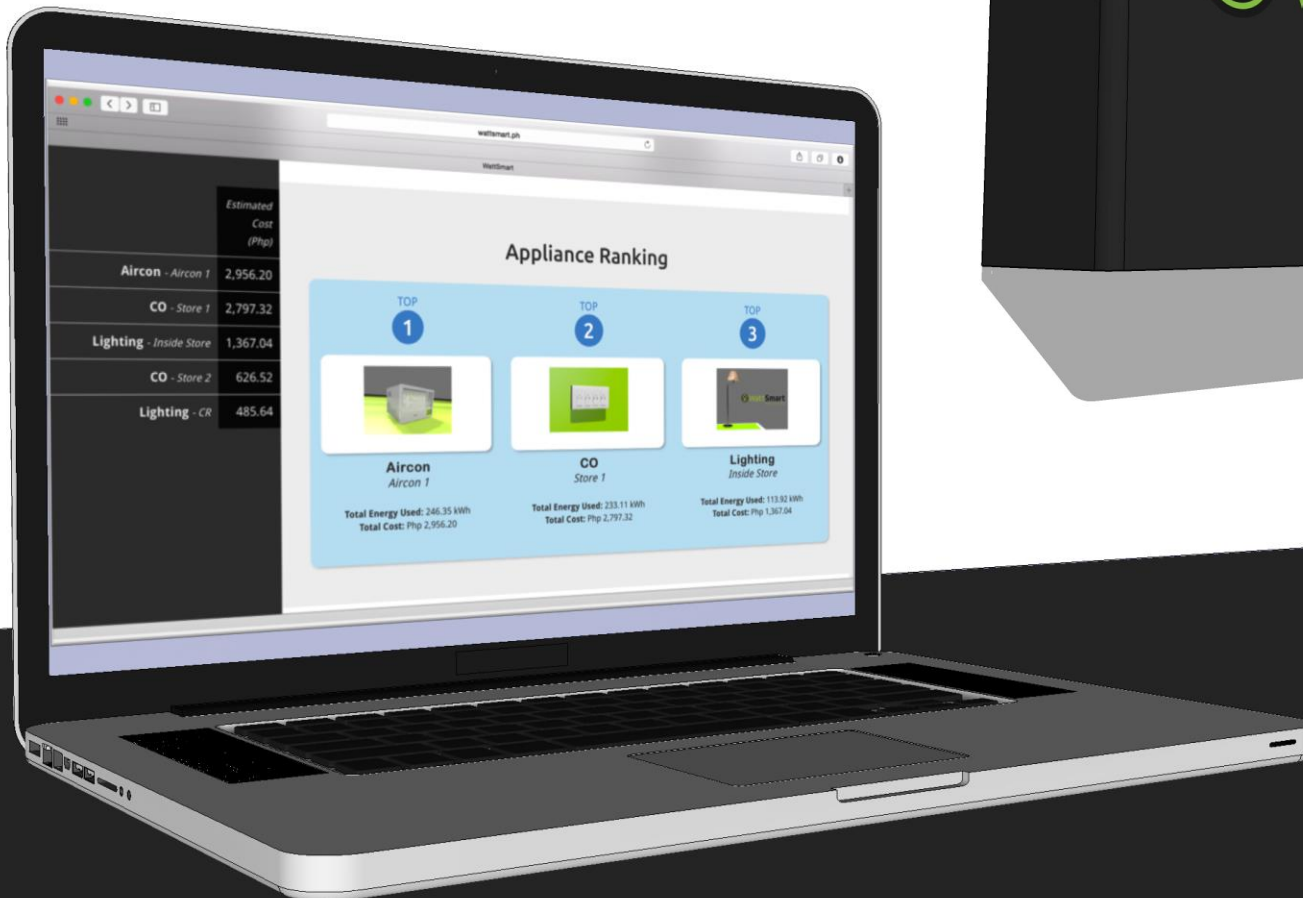 wattsmart.ph
WattSmart
Estimated
Cost
(Php)
Aircon - Aircon 1 2,956.20
CO - Store 1 2,797.32
Lighting - Inside Store 1,367.04
CO - Store 2 626.52
Lighting - CR 485.64
Appliance Ranking
TOP
1
TOP
2
TOP
3
WattSmart
Aircon
Aircon 1
Total Energy Used: 246.35 kWh
Total Cost: Php 2,956.20
CO
Store 1
Total Energy Used: 233.11 kWh
Total Cost: Php 2,797.32
Lighting
Inside Store
Total Energy Used: 113.92 kWh
Total Cost: Php 1,367.04